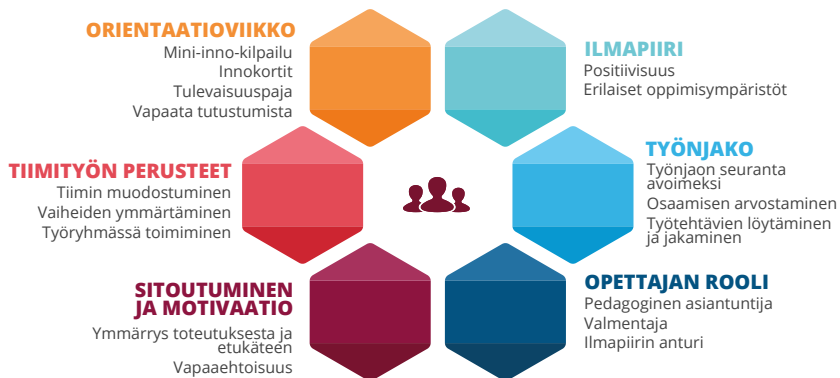 ORIENTAATIOVIIKKO
Mini-inno-kilpailu
Innokortit
Tulevaisuuspaja
Vapaata tutustumista
ILMAPIIRI
Positiivisuus
Erilaiset oppimisympäristöt
TIIMITYÖN PERUSTEET
Tiimin muodostuminen
Vaiheiden ymmärtäminen
Työryhmässä toimiminen
TYÖNJAKO
Työnjaon seuranta
avoimeksi
Osaamisen arvostaminen
Työtehtävien löytäminen
ja jakaminen
SITOUTUMINEN
JA MOTIVAATIO
Ymmärrys toteutuksesta ja
etukäteen
Vapaaehtoisuus
OPETTAJAN ROOLI
Pedagoginen asiantuntija
Valmentaja
Ilmapiirin anturi